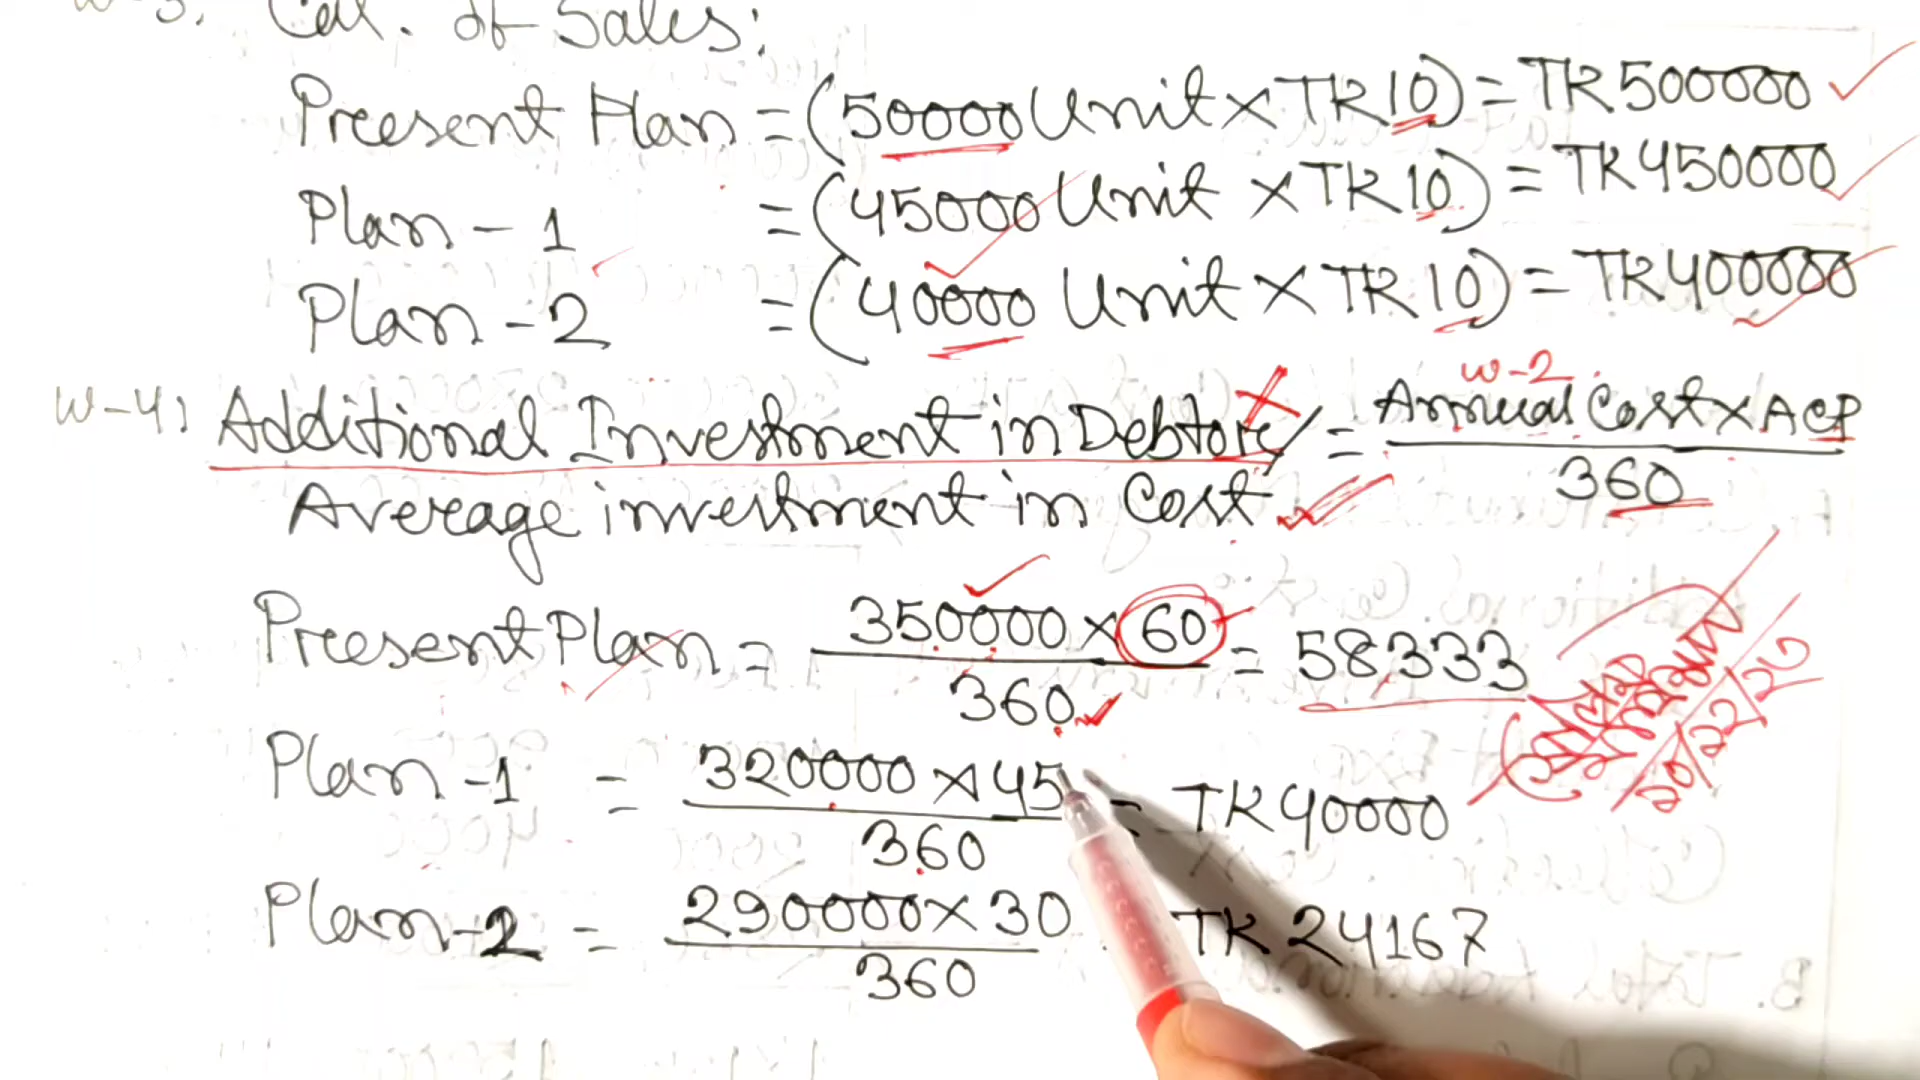 W-3. Cal. of Sales:
Present Plan = (50000 Unit × TK 10) = TK 500000
Plan - 1 = (45000 Unit × TK 10) = TK 450000
Plan - 2 = (40000 Unit × TK 10) = TK 400000
W-2
W-4: Additional Investment in Debtors/ = Annual Cost × ACP
360
Average investment in Cost
Present Plan = 350000 × 60 = 58333
360
Plan - 1 = 320000 × 45 = TK 40000
360
Plan - 2 = 290000 × 30 TK 24167
360